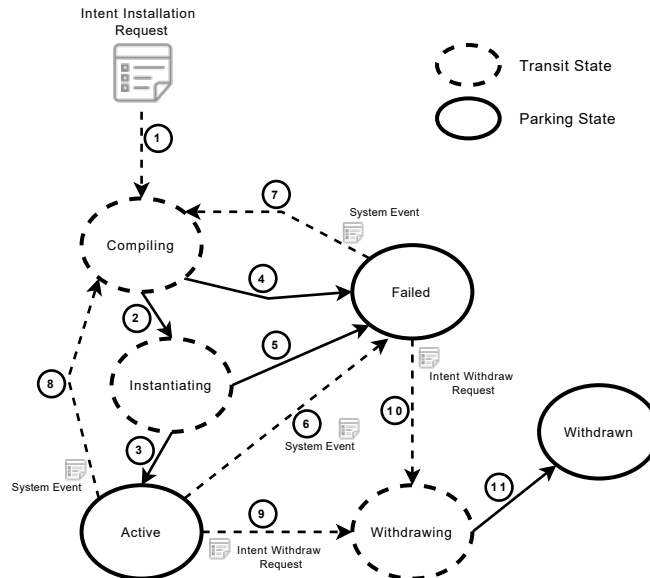 Intent Installation
Request
Transit State
Parking State
1
7
System Event
Compiling
4
Failed
2
5
Instantiating
8
Intent Withdraw
Request
10
6
System Event
3
Withdrawn
System Event
11
9
Active
Withdrawing
Intent Withdraw
Request